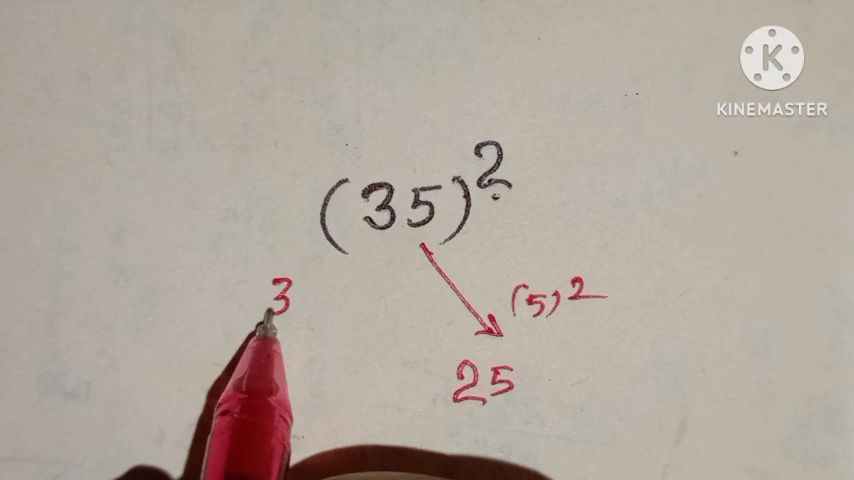 K
KINEMASTER
(35)²
3
(5)²
25